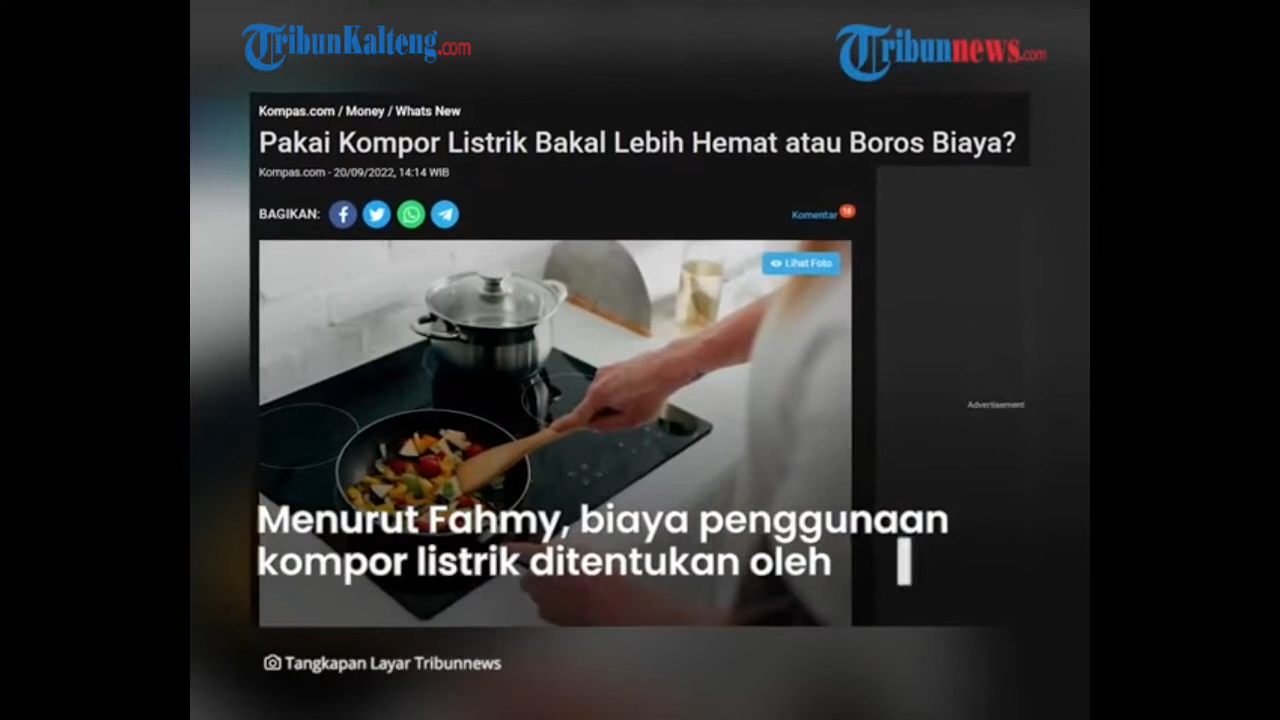 TribunKalteng.com
Tribunnews.com
Kompas.com / Money / Whats New
Pakai Kompor Listrik Bakal Lebih Hemat atau Boros Biaya?
Kompas.com - 20/09/2022, 14:14 WIB
BAGIKAN:
Komentar 18
Lihat Foto
Advertisement
Menurut Fahmy, biaya penggunaan
kompor listrik ditentukan oleh
Tangkapan Layar Tribunnews